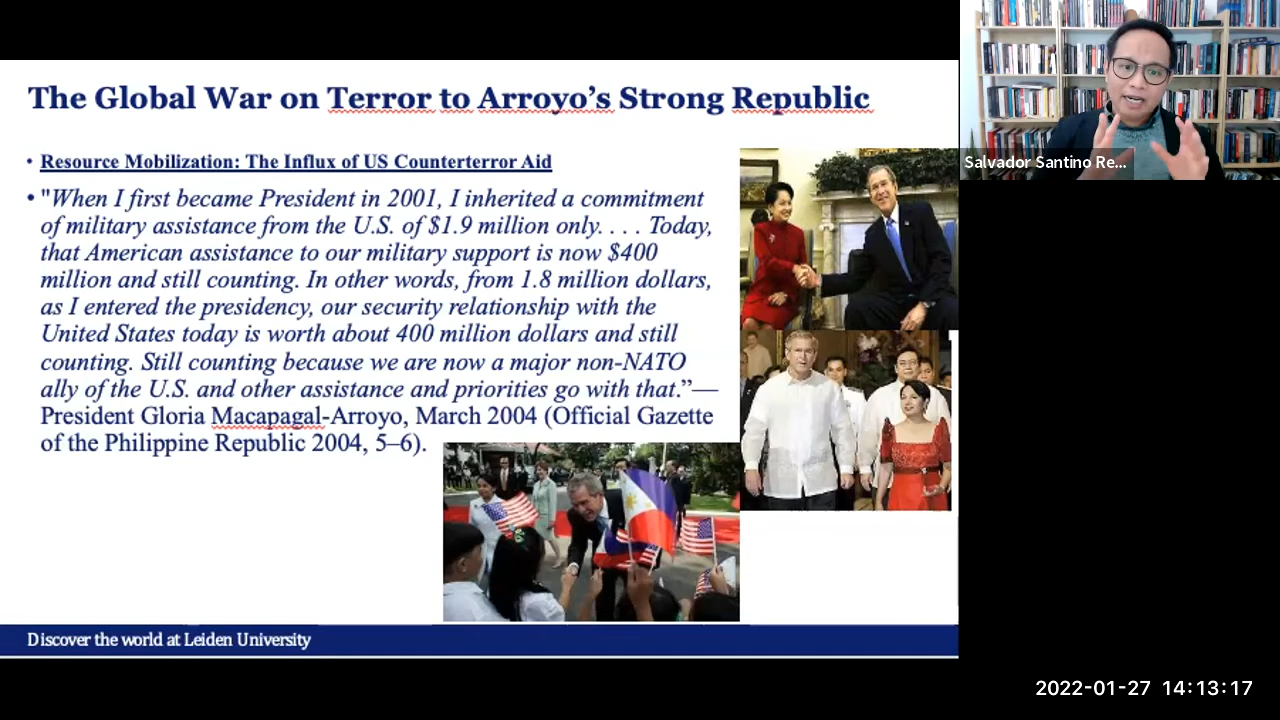 The Global War on Terror to Arroyo's Strong Republic
• Resource Mobilization: The Influx of US Counterterror Aid
• "When I first became President in 2001, I inherited a commitment
of military assistance from the U.S. of $1.9 million only. . . . Today,
that American assistance to our military support is now $400
million and still counting. In other words, from 1.8 million dollars,
as I entered the presidency, our security relationship with the
United States today is worth about 400 million dollars and still
counting. Still counting because we are now a major non-NATO
ally of the U.S. and other assistance and priorities go with that.”—
President Gloria Macapagal-Arroyo, March 2004 (Official Gazette
of the Philippine Republic 2004, 5–6).
Discover the world at Leiden University
Salvador Santino Re...
2022-01-27 14:13:17